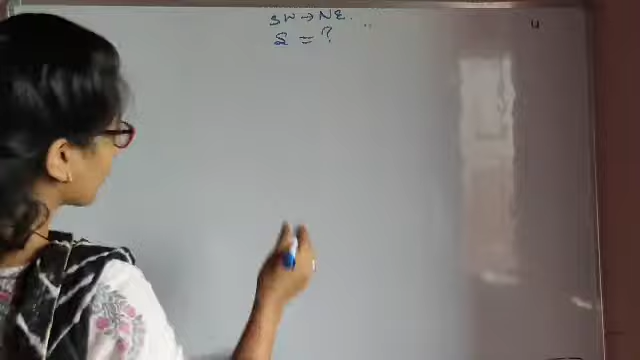 SW → NE.
S = ?